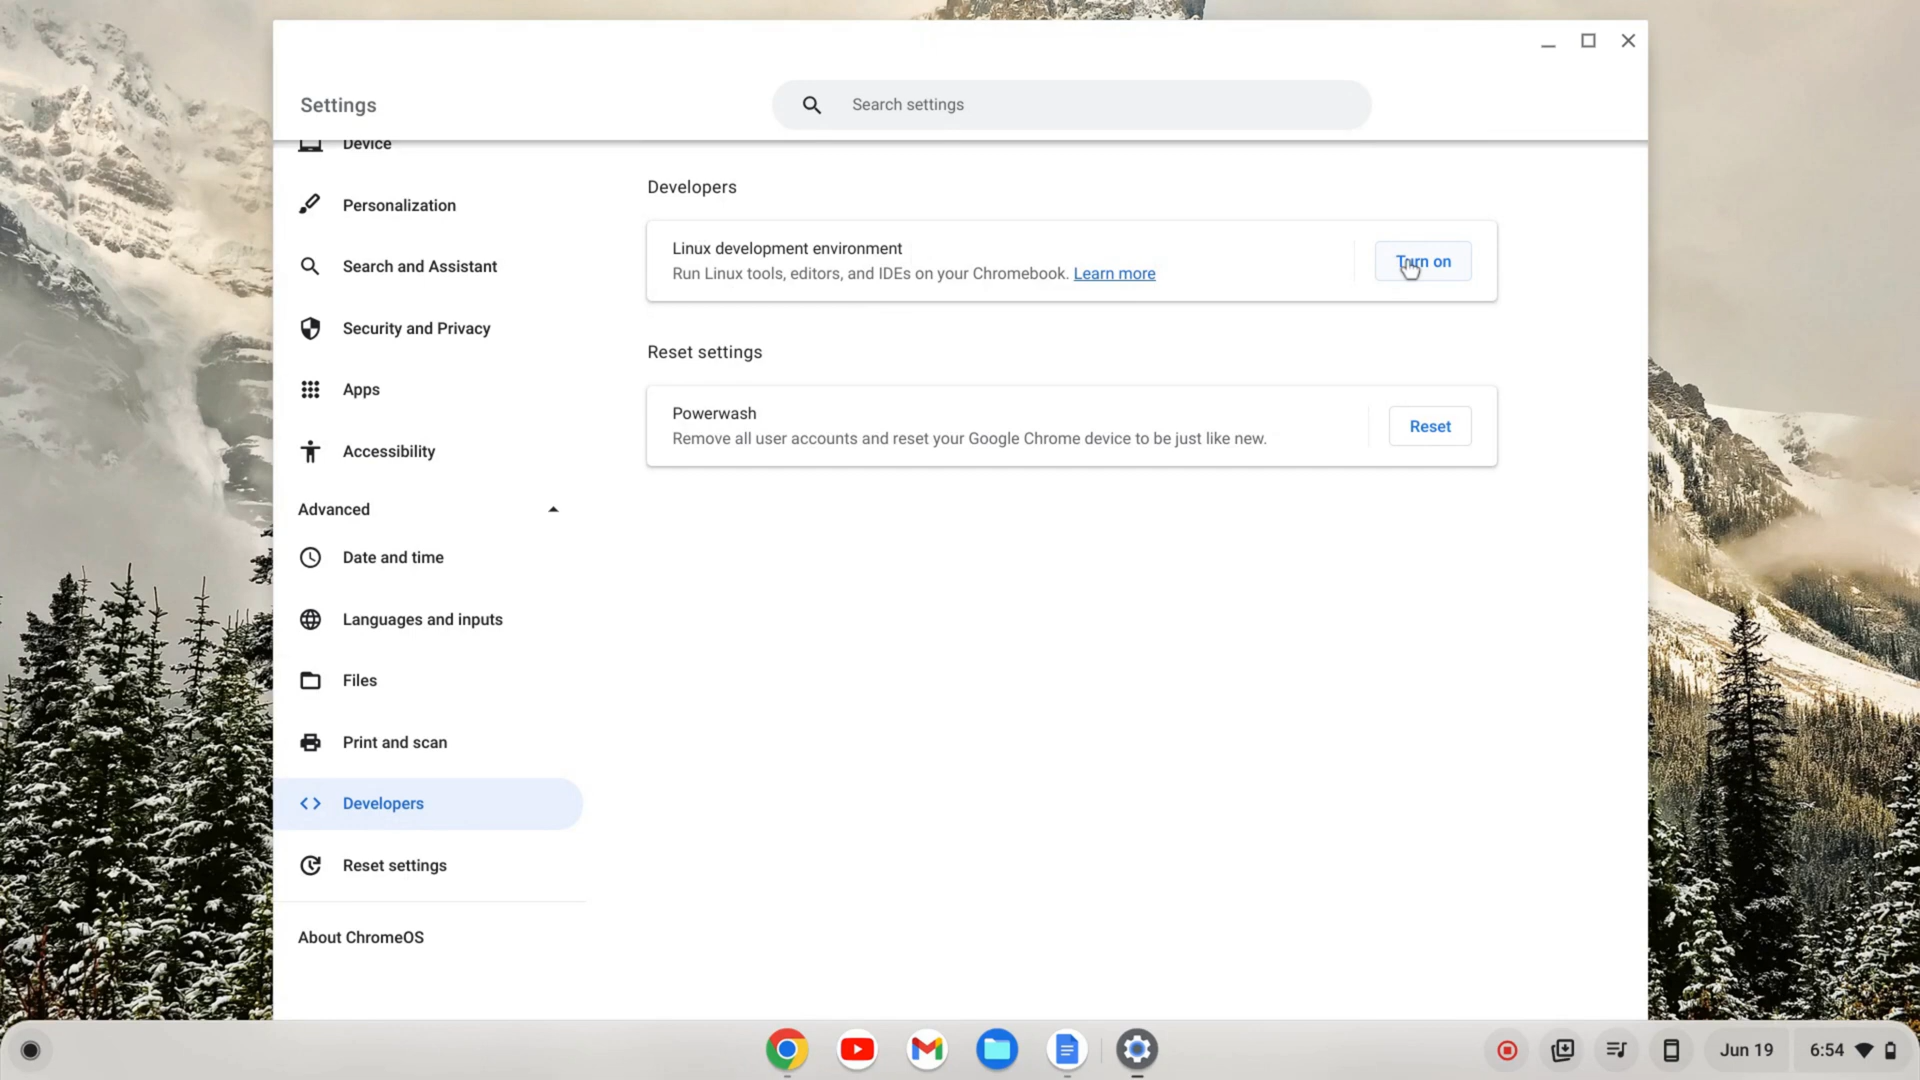 Settings
Search settings
Device
Personalization
Search and Assistant
Security and Privacy
Apps
Accessibility
Advanced
Date and time
Languages and inputs
Files
Print and scan
Developers
Reset settings
About ChromeOS
Developers
Linux development environment
Run Linux tools, editors, and IDEs on your Chromebook. Learn more
Turn on
Reset settings
Powerwash
Remove all user accounts and reset your Google Chrome device to be just like new.
Reset
Jun 19
6:54